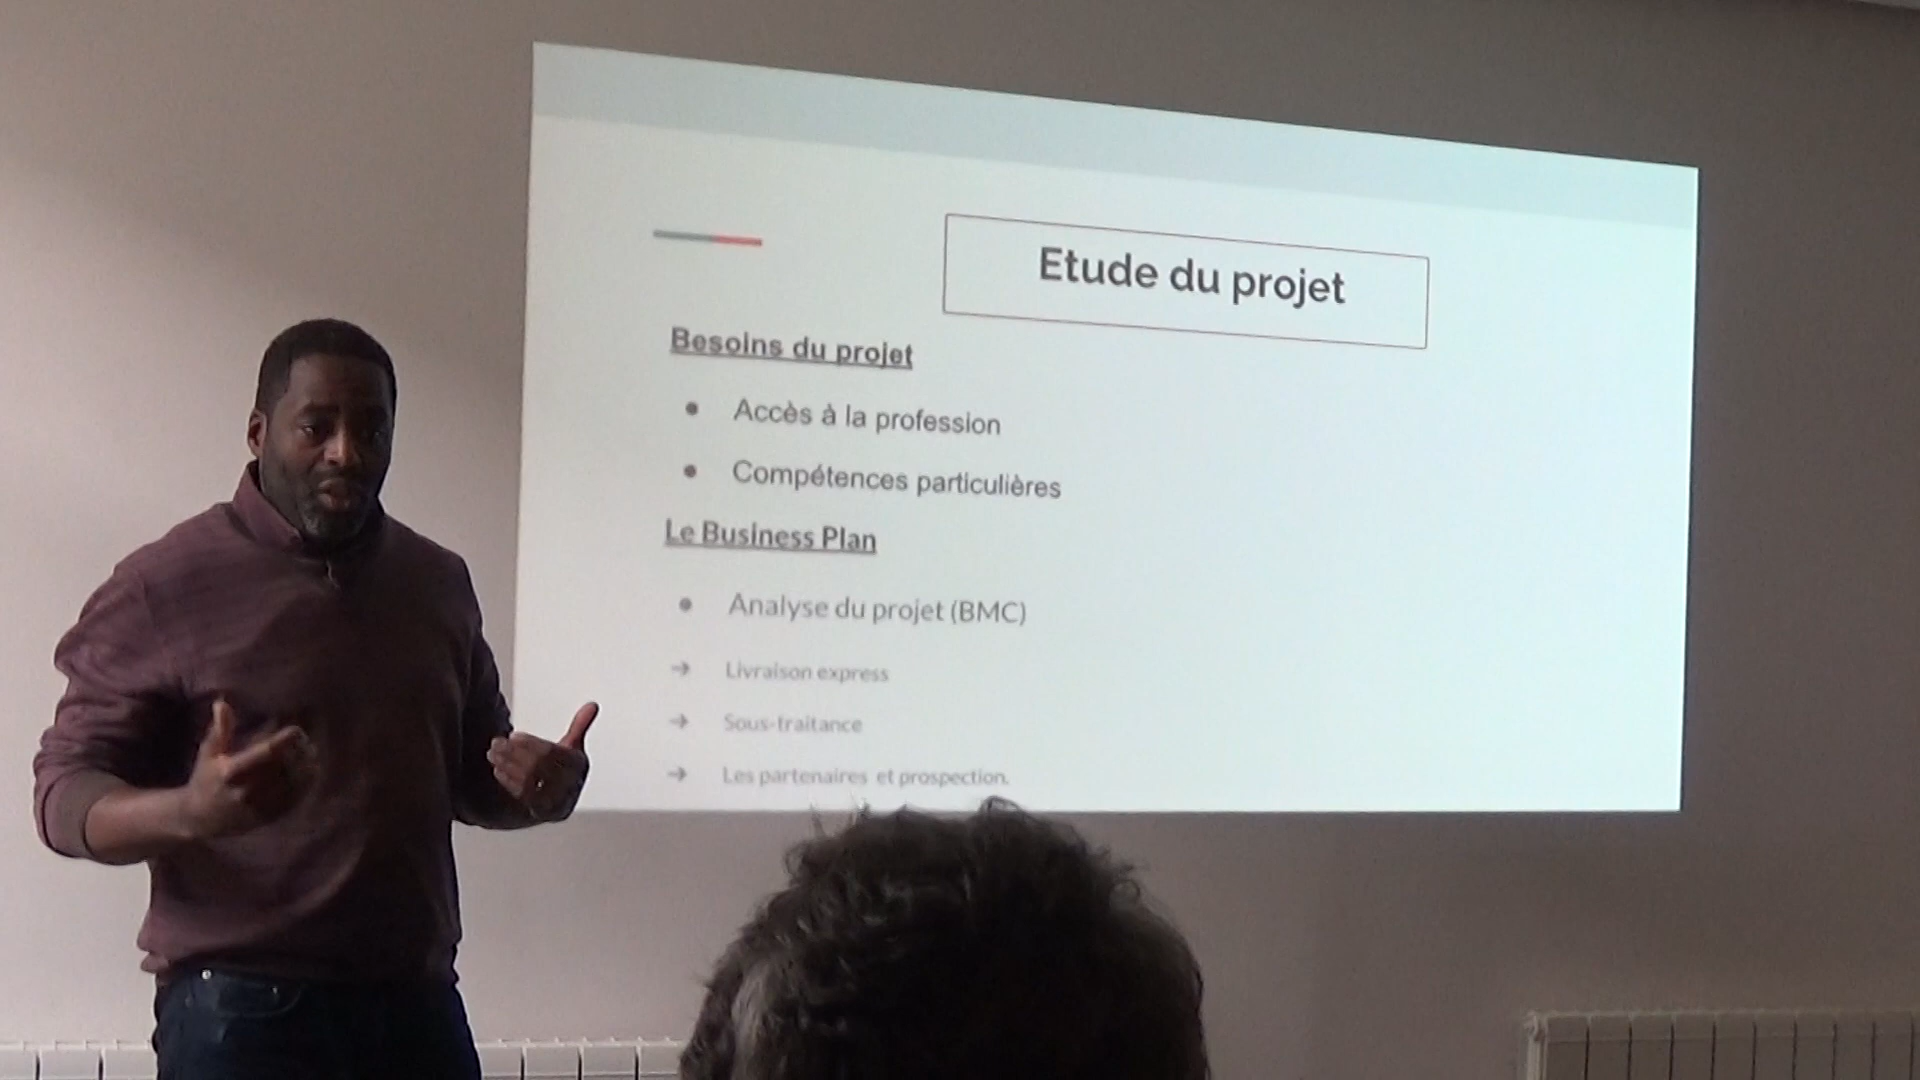 Etude du projet
Besoins du projet
● Accès à la profession
● Compétences particulières
Le Business Plan
● Analyse du projet (BMC)
➔ Livraison express
➔ Sous-traitance
➔ Les partenaires et prospection.